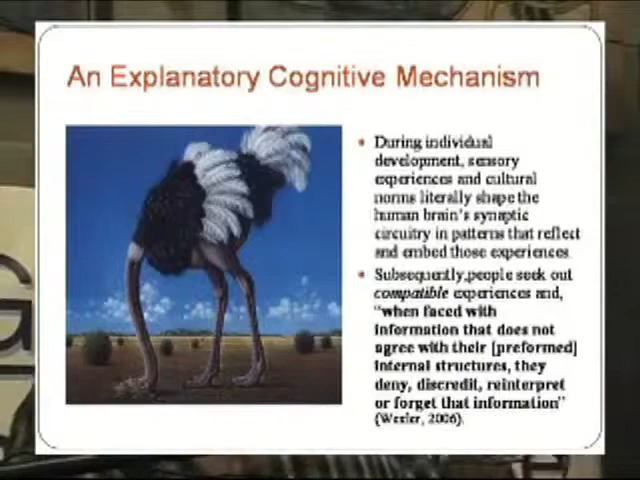 An Explanatory Cognitive Mechanism
• During individual
development, sensory
experiences and cultural
norms literally shape the
human brain's synaptic
circuitry in patterns that reflect
and embed those experiences.
• Subsequently,people seek out
compatible experiences and,
"when faced with
information that does not
agree with their [preformed]
internal structures, they
deny, discredit, reinterpret
or forget that information"
(Wexler, 2006).